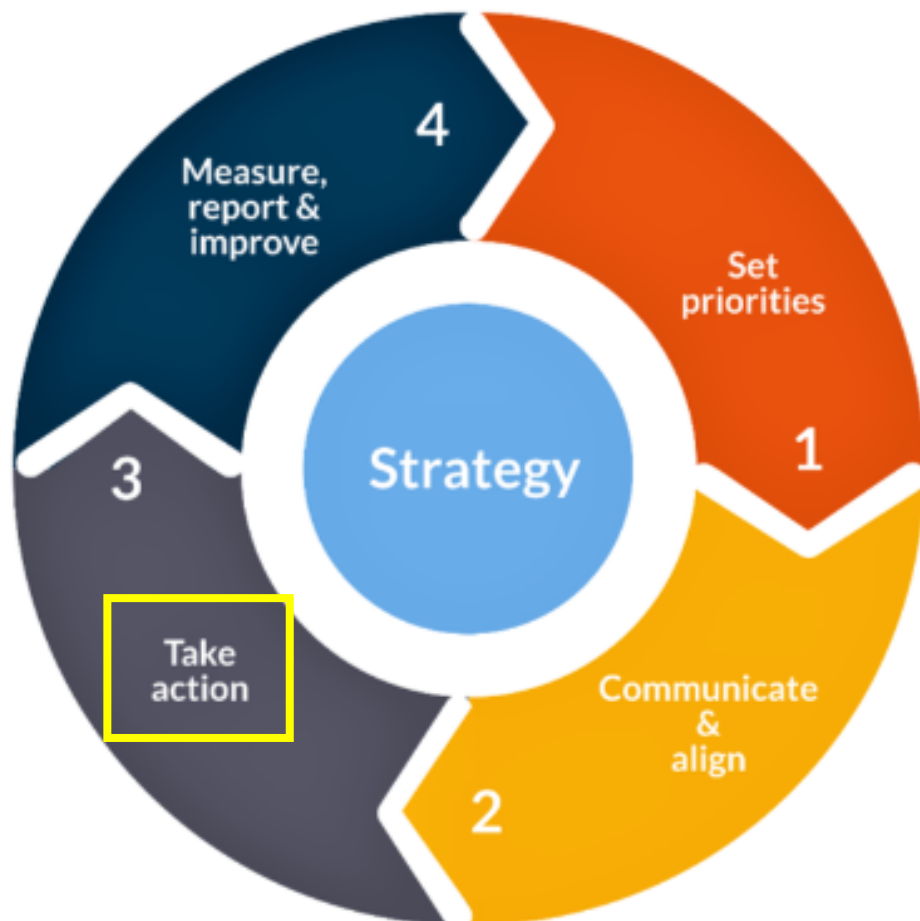 4
Measure,
report &
improve
Set
priorities
1
Strategy
3
Take
action
Communicate
&
align
2